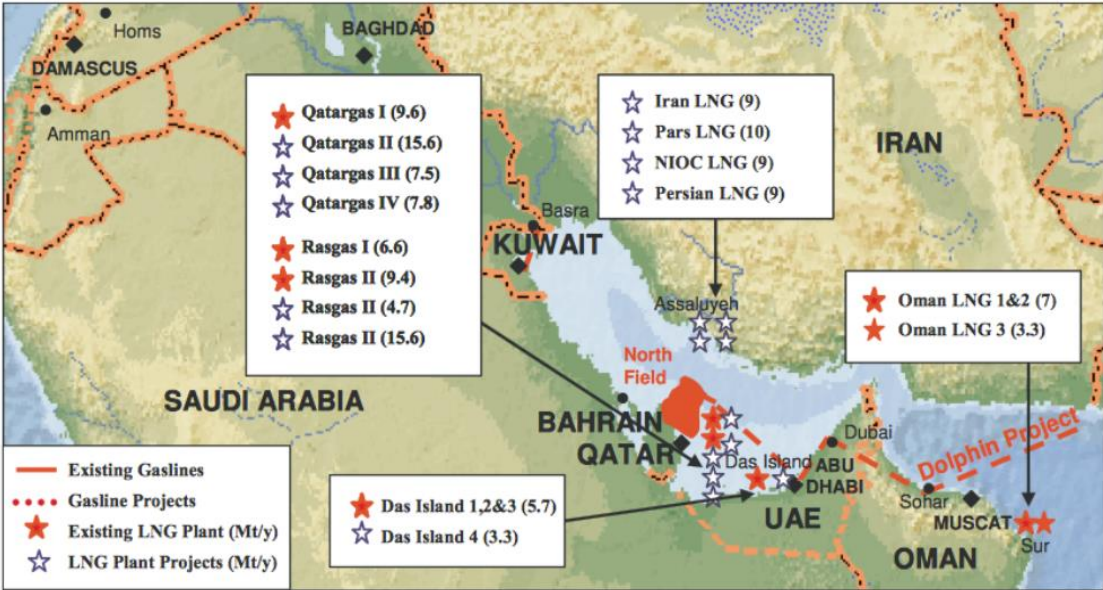 Homs
DAMASCUS
Amman
BAGHDAD
Qatargas I (9.6)
Qatargas II (15.6)
Qatargas III (7.5)
Qatargas IV (7.8)
Rasgas I (6.6)
Rasgas II (9.4)
Rasgas II (4.7)
Rasgas II (15.6)
Iran LNG (9)
Pars LNG (10)
NIOC LNG (9)
Persian LNG (9)
IRAN
Basra
KUWAIT
Assaluyeh
Oman LNG 1&2 (7)
Oman LNG 3 (3.3)
North
Field
SAUDI ARABIA
BAHRAIN
QATAR
Das Island
Dubai
ABU
DHABI
UAE
Dolphin Project
Sohar
MUSCAT
Sur
OMAN
Existing Gaslines
Gasline Projects
Existing LNG Plant (Mt/y)
LNG Plant Projects (Mt/y)
Das Island 1,2&3 (5.7)
Das Island 4 (3.3)